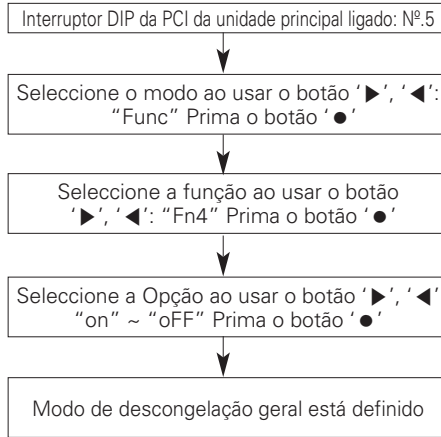 Interruptor DIP da PCI da unidade principal ligado: Nº.5
Seleccione o modo ao usar o botão ‘▶’, ‘◀’:
“Func” Prima o botão ‘●’
Seleccione a função ao usar o botão
‘▶’, ‘◀’: “Fn4” Prima o botão ‘●’
Seleccione a Opção ao usar o botão ‘▶’, ‘◀’
“on” ~ “oFF” Prima o botão ‘●’
Modo de descongelação geral está definido